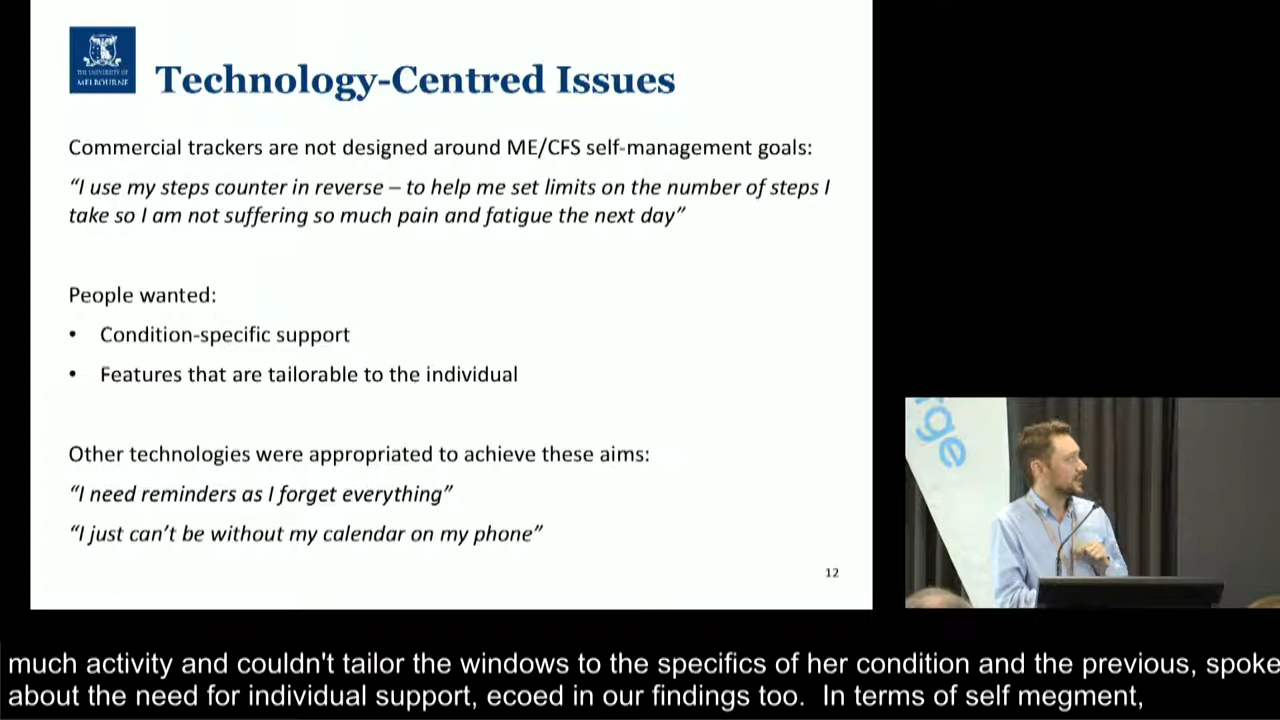 THE UNIVERSITY OF
MELBOURNE
Technology-Centred Issues
Commercial trackers are not designed around ME/CFS self-management goals:
“I use my steps counter in reverse – to help me set limits on the number of steps I
take so I am not suffering so much pain and fatigue the next day”
People wanted:
• Condition-specific support
• Features that are tailorable to the individual
Other technologies were appropriated to achieve these aims:
“I need reminders as I forget everything”
“I just can’t be without my calendar on my phone”
12
rge
much activity and couldn't tailor the windows to the specifics of her condition and the previous, spoke
about the need for individual support, ecoed in our findings too.  In terms of self megment,